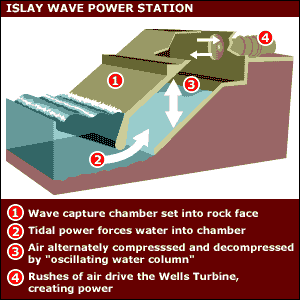 ISLAY WAVE POWER STATION
4
1
3
2
1 Wave capture chamber set into rock face
2 Tidal power forces water into chamber
3 Air alternately compresssed and decompressed
by "oscillating water column"
4 Rushes of air drive the Wells Turbine,
creating power